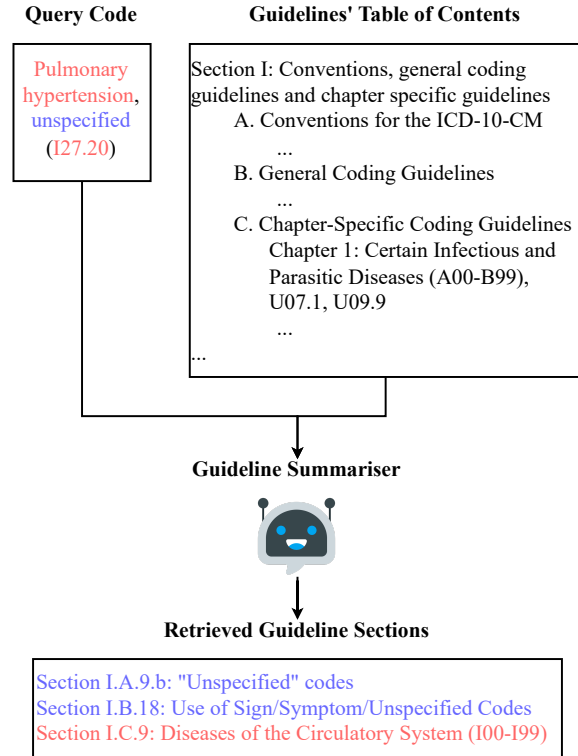 Query Code
Pulmonary
hypertension,
unspecified
(I27.20)
Guidelines' Table of Contents
Section I: Conventions, general coding
guidelines and chapter specific guidelines
A. Conventions for the ICD-10-CM
...
B. General Coding Guidelines
...
C. Chapter-Specific Coding Guidelines
Chapter 1: Certain Infectious and
Parasitic Diseases (A00-B99),
U07.1, U09.9
...
...
Guideline Summariser
Retrieved Guideline Sections
Section I.A.9.b: "Unspecified" codes
Section I.B.18: Use of Sign/Symptom/Unspecified Codes
Section I.C.9: Diseases of the Circulatory System (I00-I99)